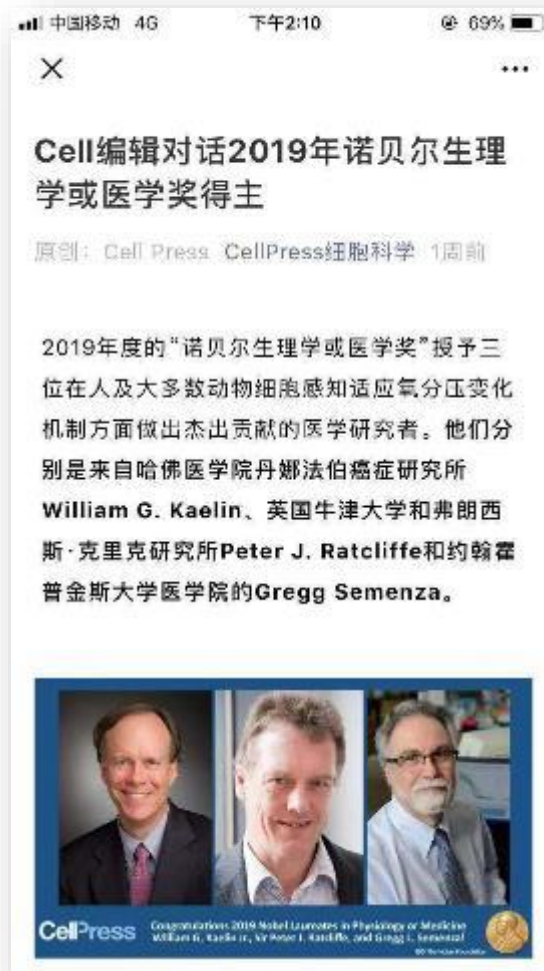 中国移动 4G 下午2:10 69%
Cell编辑对话2019年诺贝尔生理
学或医学奖得主
原创： Cell Press CellPress细胞科学 1周前
2019年度的“诺贝尔生理学或医学奖”授予三
位在人及大多数动物细胞感知适应氧分压变化
机制方面做出杰出贡献的医学研究者。他们分
别是来自哈佛医学院丹娜法伯癌症研究所
William G. Kaelin、英国牛津大学和弗朗西
斯·克里克研究所Peter J. Ratcliffe和约翰霍
普金斯大学医学院的Gregg Semenza。
CellPress
Congratulations 2019 Nobel Laureates in Physiology or Medicine
William G. Kaelin Jr., Sir Peter J. Ratcliffe, and Gregg L. Semenza!